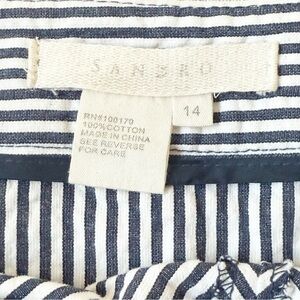 SANDRO
14
RN#100170
100%COTTON
MADE IN CHINA
SEE REVERSE
FOR CARE